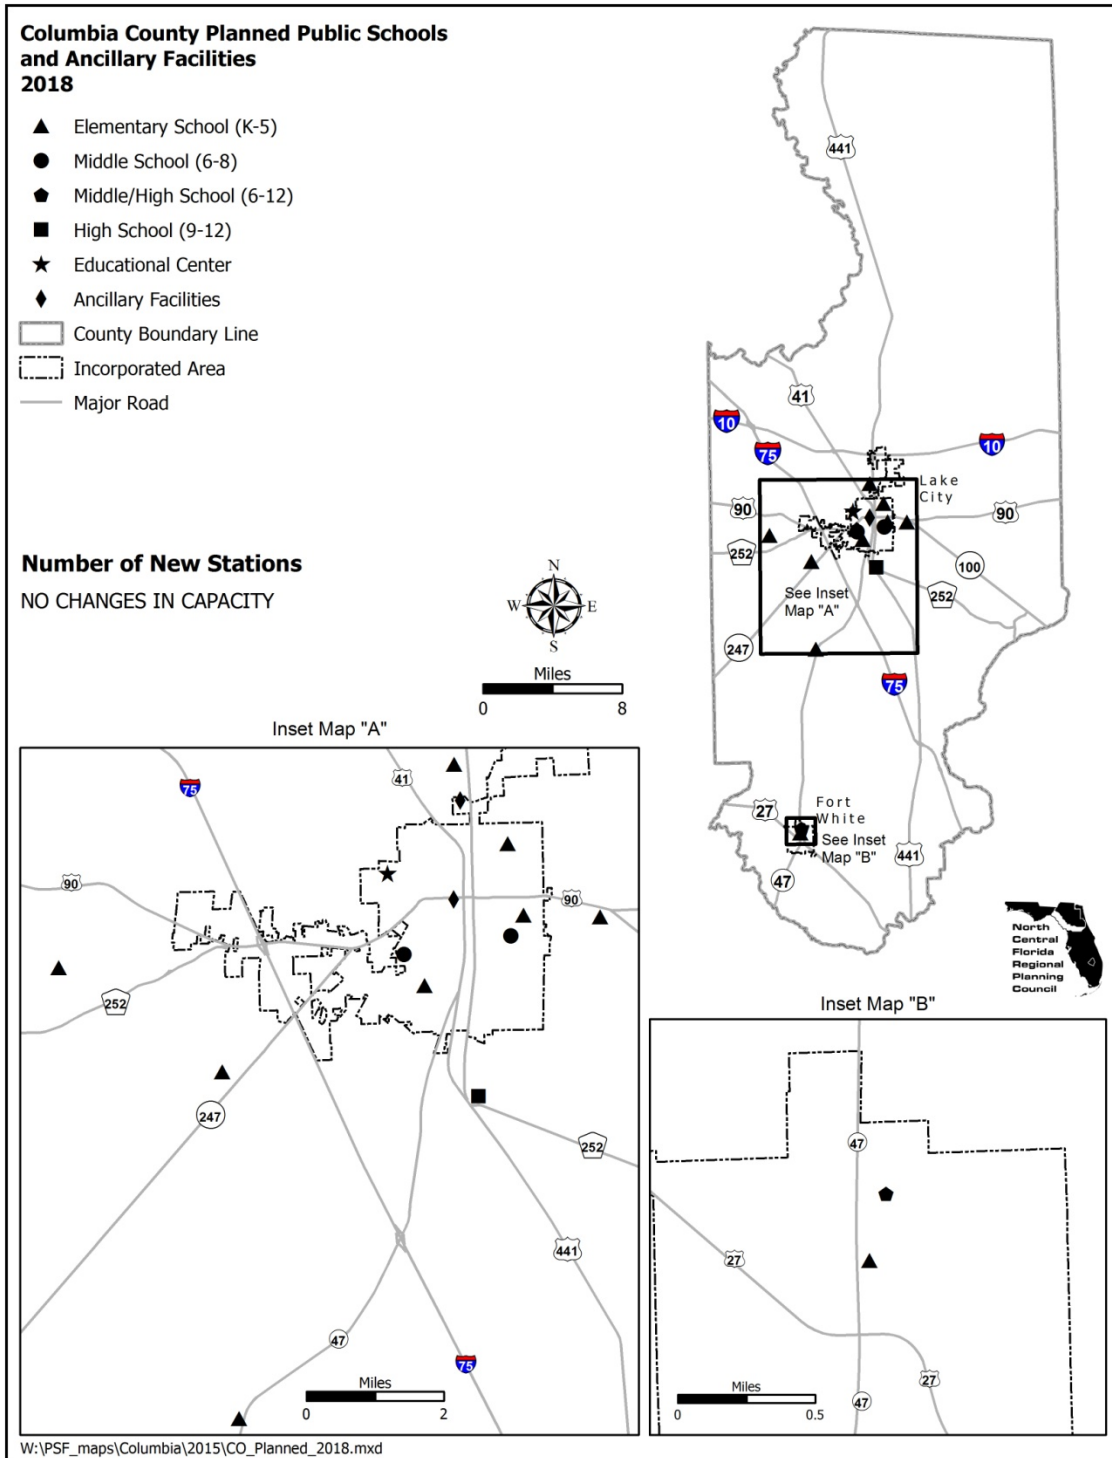 Columbia County Planned Public Schools
and Ancillary Facilities
2018
Elementary School (K-5)
Middle School (6-8)
Middle/High School (6-12)
High School (9-12)
Educational Center
Ancillary Facilities
County Boundary Line
Incorporated Area
Major Road
Number of New Stations
NO CHANGES IN CAPACITY
N
W
E
S
Miles
0
8
441
41
10
75
10
Lake
City
90
90
252
100
252
See Inset
Map "A"
247
75
27
Fort
White
See Inset
Map "B"
47
441
North
Central
Florida
Regional
Planning
Council
Inset Map "A"
75
41
90
90
252
247
252
441
47
75
Miles
0
2
Inset Map "B"
47
27
27
47
Miles
0
0.5
W:\PSF_maps\Columbia\2015\CO_Planned_2018.mxd